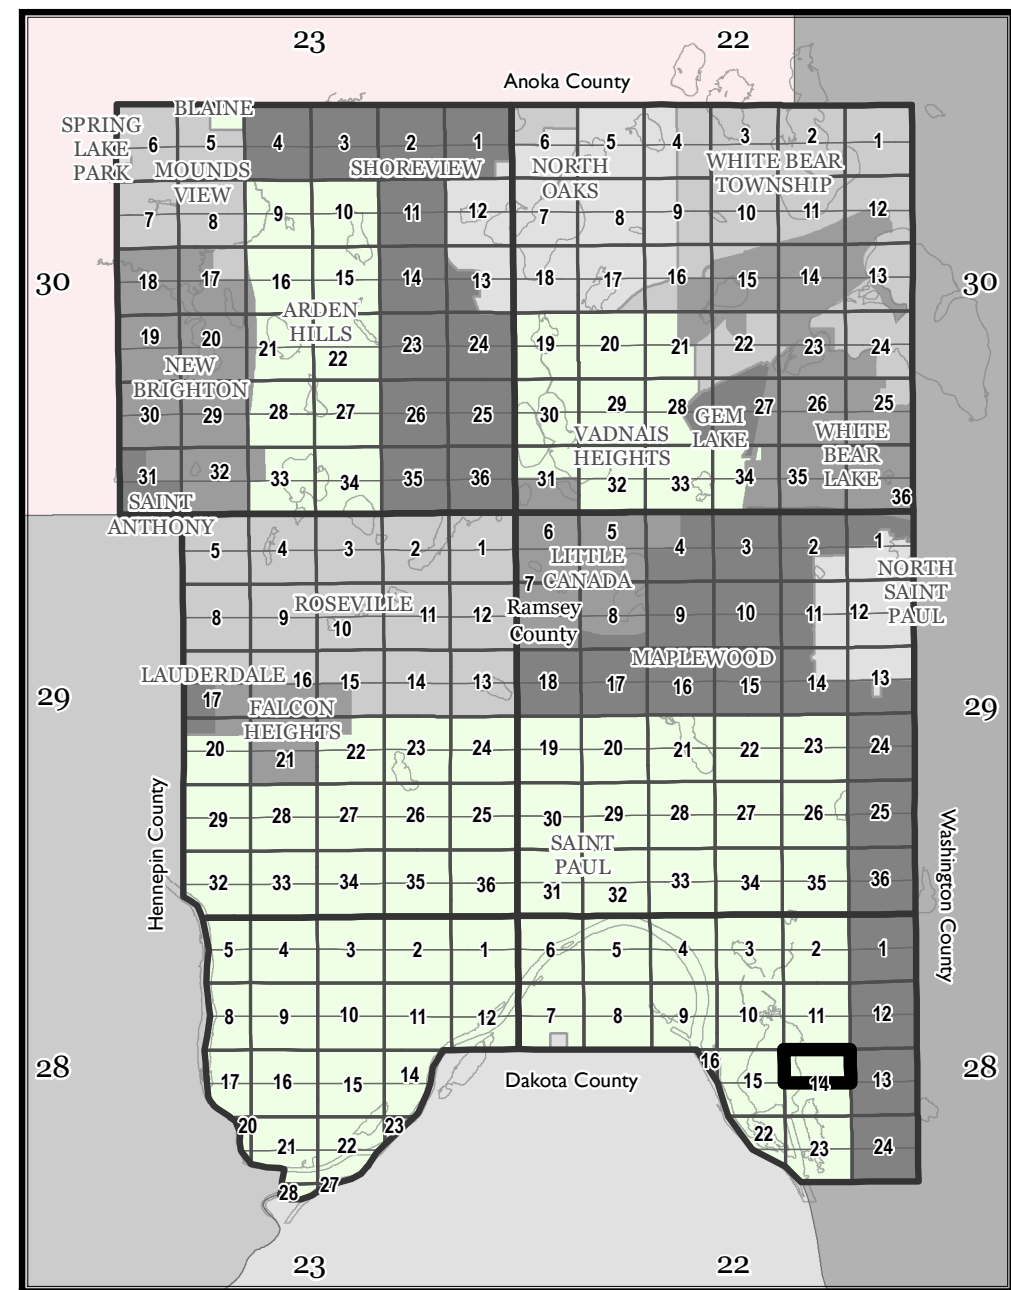 23 22
Anoka County
BLAINE
SPRING
LAKE
PARK
6 5 4 3 2 1 6 5 4 3 2 1
MOUNDS
VIEW
SHOREVIEW
NORTH
OAKS
WHITE BEAR
TOWNSHIP
7 8 9 10 11 12 7 8 9 10 11 12
30 18 17 16 15 14 13 18 17 16 15 14 13 30
ARDEN
HILLS
19 20 21 22 23 24 19 20 21 22 23 24
NEW
BRIGHTON
30 29 28 27 26 25 30 29 28 27 26 25
GEM
LAKE
VADNAIS
HEIGHTS
WHITE
BEAR
LAKE
31 32 33 34 35 36 31 32 33 34 35 36
SAINT
ANTHONY
5 4 3 2 1 6 5 4 3 2 1
LITTLE
CANADA
NORTH
SAINT
PAUL
8 9 10 11 12 7 8 9 10 11 12
ROSEVILLE
Ramsey
County
LAUDERDALE
MAPLEWOOD
29 17 16 15 14 13 18 17 16 15 14 13 29
FALCON
HEIGHTS
20 21 22 23 24 19 20 21 22 23 24
29 28 27 26 25 30 29 28 27 26 25
SAINT
PAUL
32 33 34 35 36 31 32 33 34 35 36
Hennepin County
Washington County
5 4 3 2 1 6 5 4 3 2 1
8 9 10 11 12 7 8 9 10 11 12
28 17 16 15 14 16 15 14 13 28
Dakota County
20 21 22 23 22 23 24
28 27
23 22